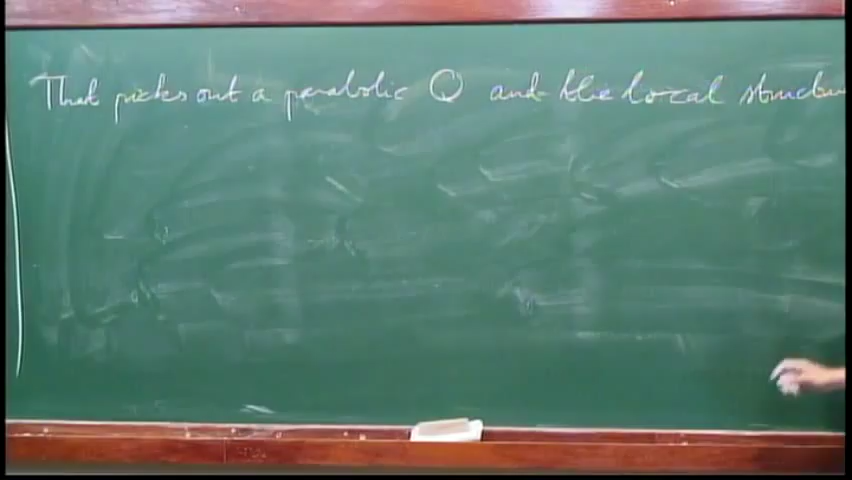 That picks out a parabolic Q and the local structu